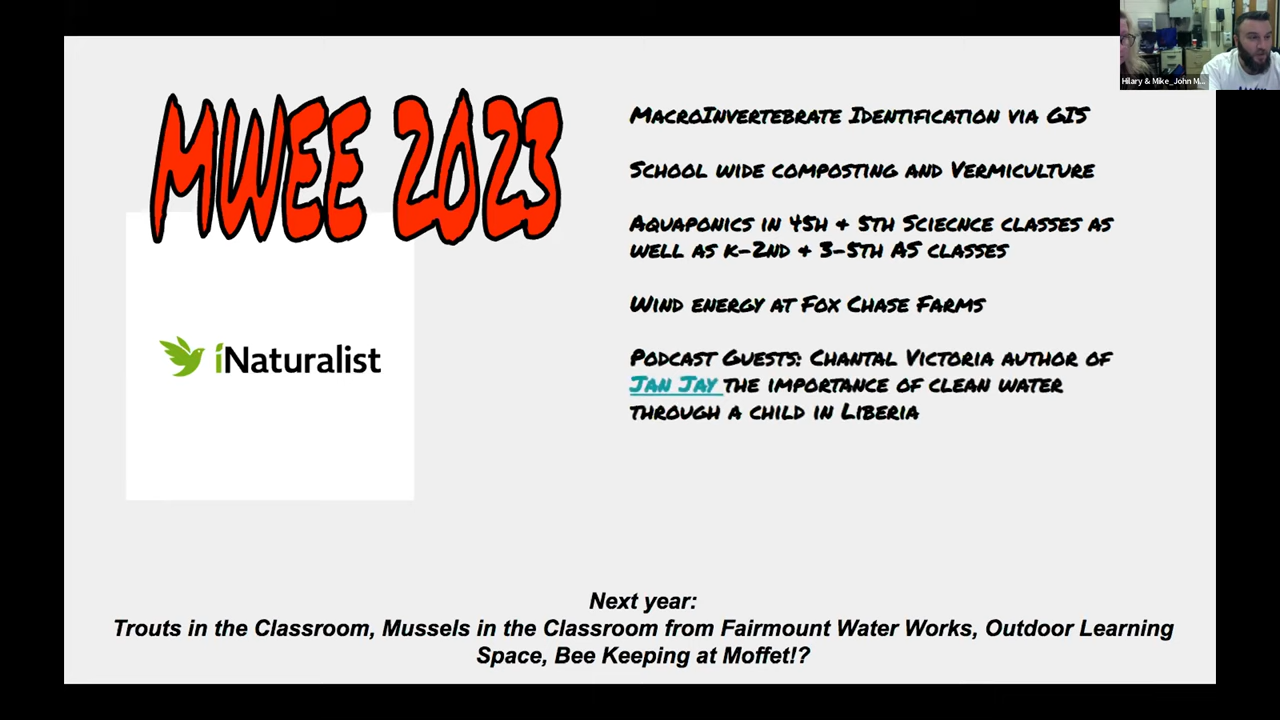 MWEE 2023
MacroInvertebrate Identification via GIS
School wide composting and Vermiculture
Aquaponics in 45h & 5th Sciecnce classes as
well as k-2nd & 3-5th AS classes
Wind energy at Fox Chase Farms
Podcast Guests: Chantal Victoria author of
Jan Jay the importance of clean water
through a child in Liberia
iNaturalist
Next year:
Trouts in the Classroom, Mussels in the Classroom from Fairmount Water Works, Outdoor Learning
Space, Bee Keeping at Moffet!?
Hilary & Mike_John M...